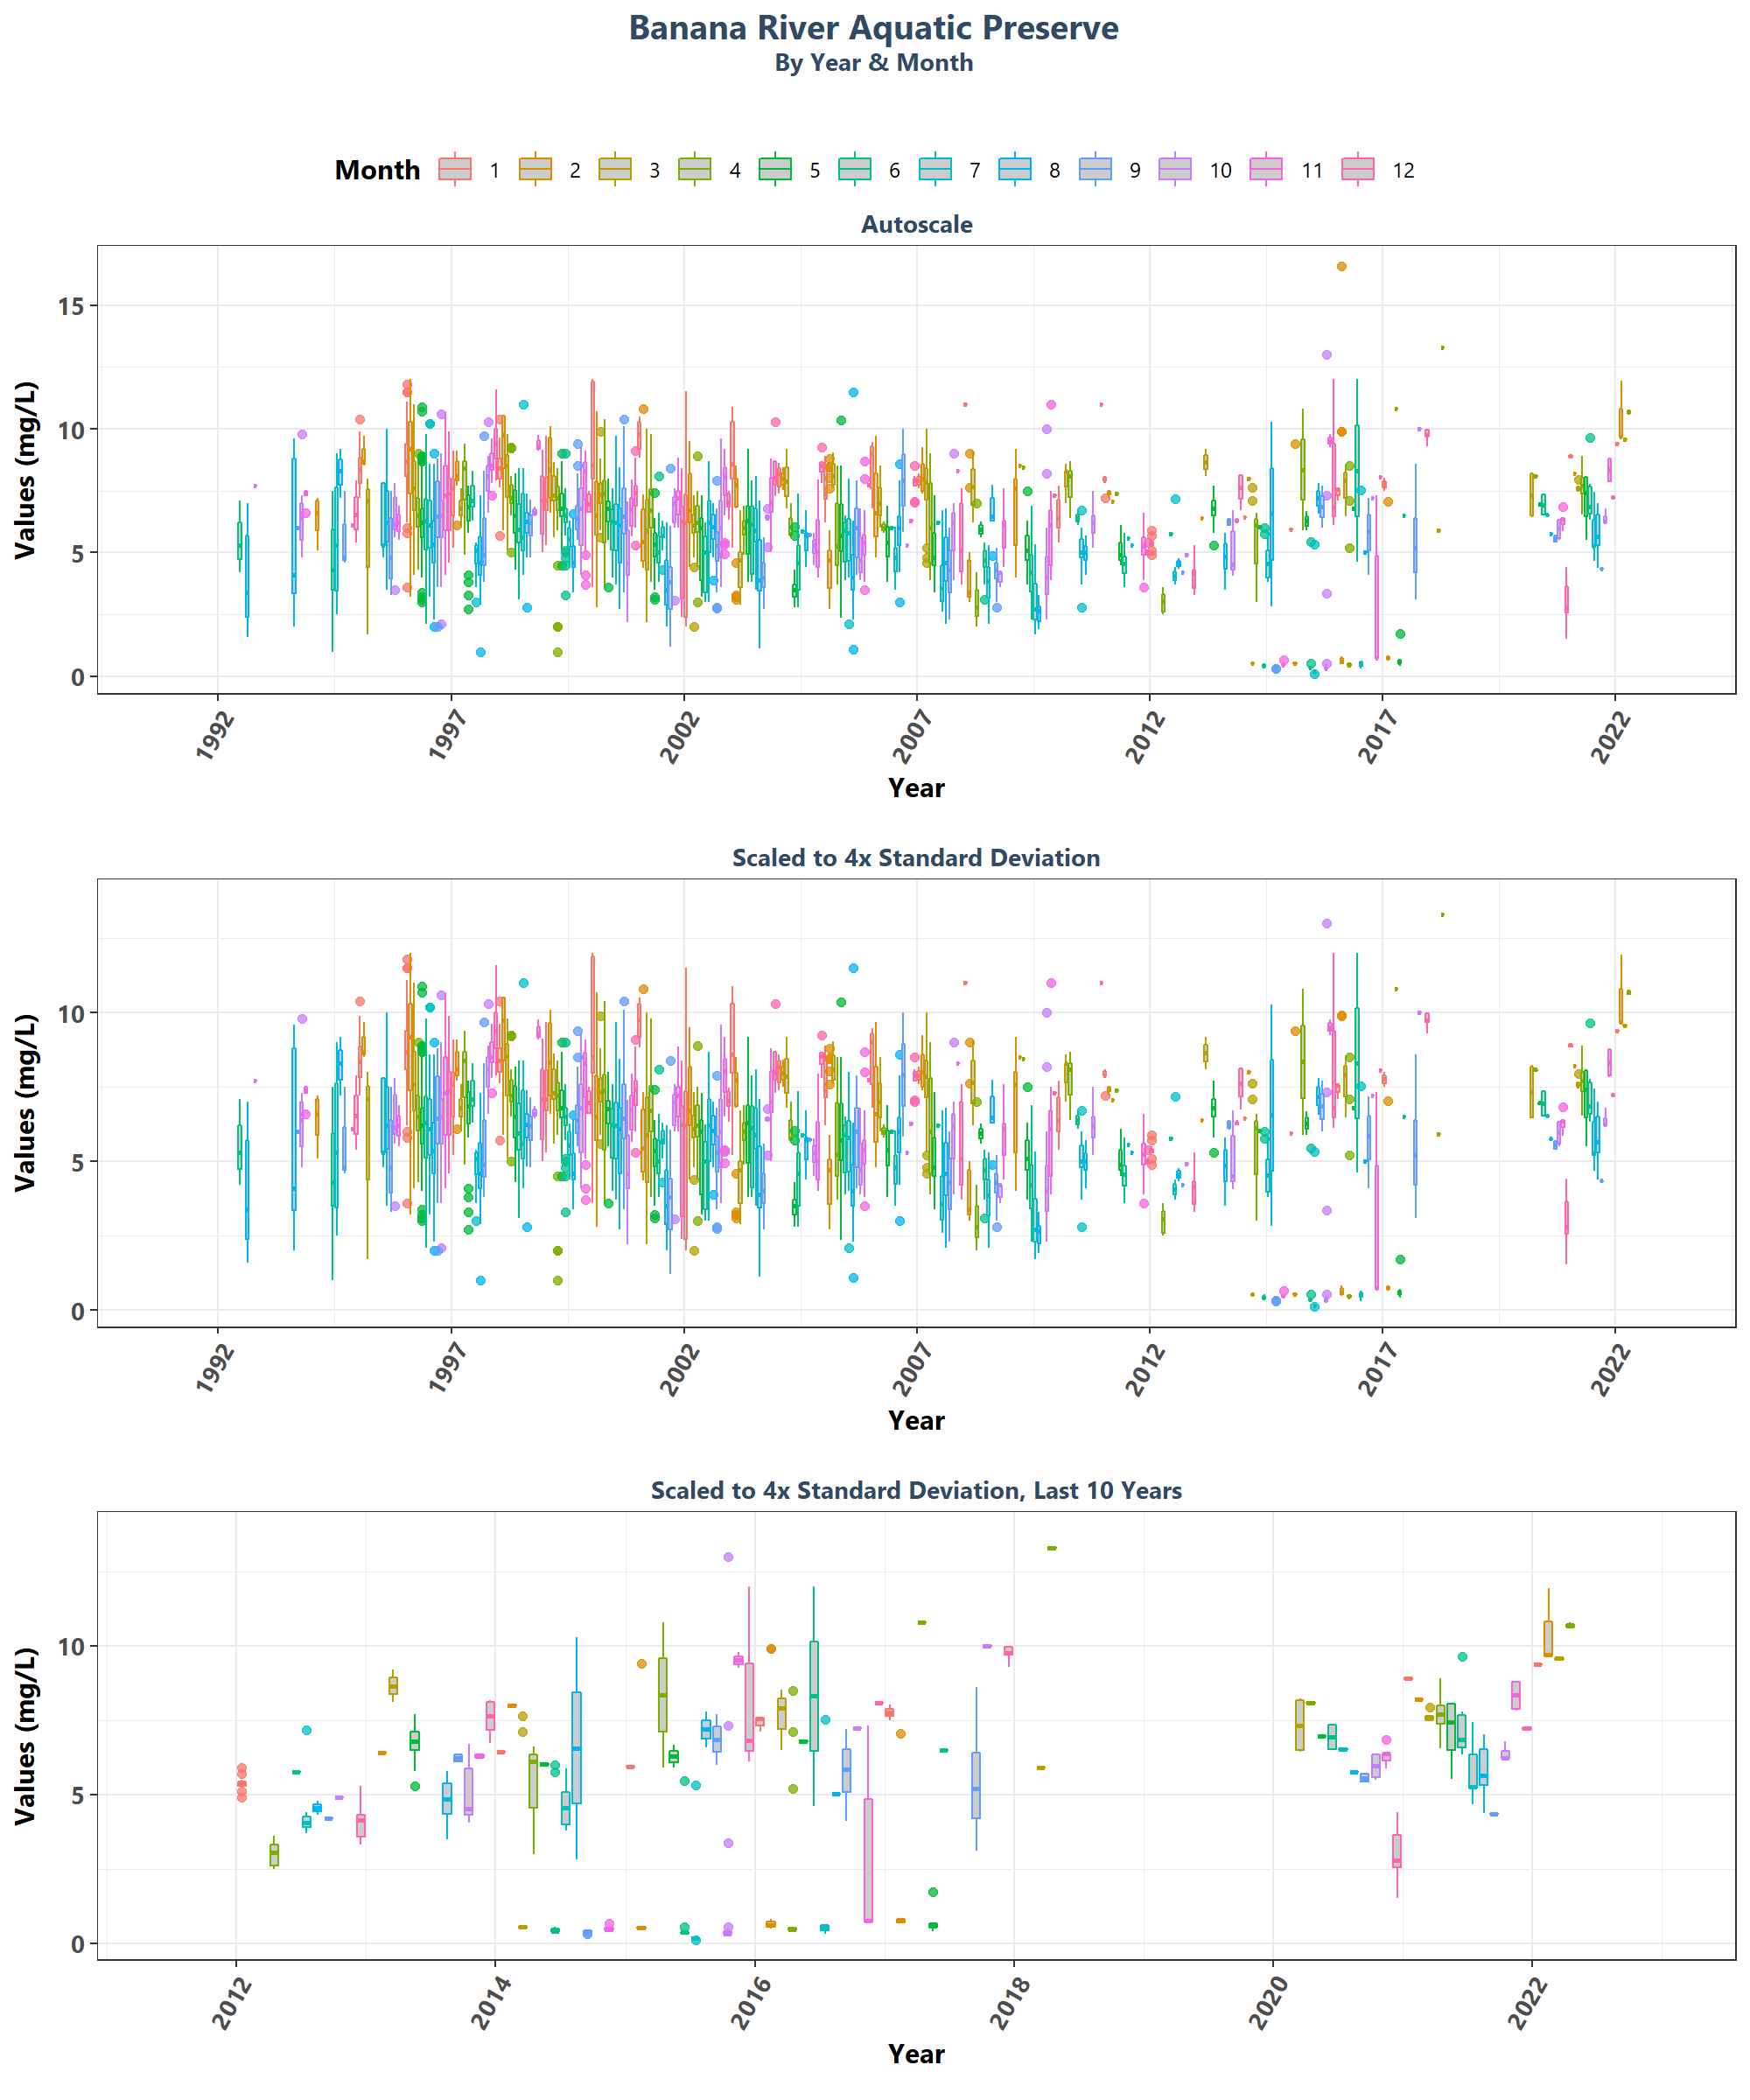 Banana River Aquatic Preserve
By Year & Month
Month 1 2 3 4 5 6 7 8 9 10 11 12
Autoscale
Values (mg/L)
15
10
5
0
1992 1997 2002 2007 2012 2017 2022
Year
Scaled to 4x Standard Deviation
Values (mg/L)
10
5
0
1992 1997 2002 2007 2012 2017 2022
Year
Scaled to 4x Standard Deviation, Last 10 Years
Values (mg/L)
10
5
0
2012 2014 2016 2018 2020 2022
Year